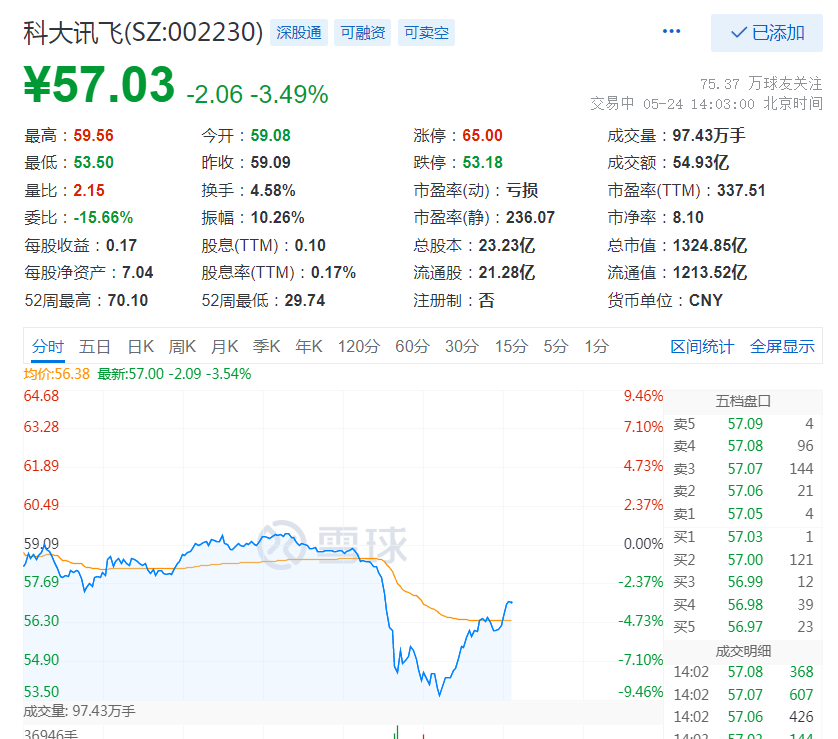 科大讯飞(SZ:002230) 深股通 可融资 可卖空 ••• 已添加
¥57.03 -2.06 -3.49%
75.37 万球友关注
交易中 05-24 14:03:00 北京时间
最高：59.56 今开：59.08 涨停：65.00 成交量：97.43万手
最低：53.50 昨收：59.09 跌停：53.18 成交额：54.93亿
量比：2.15 换手：4.58% 市盈率(动)：亏损 市盈率(TTM)：337.51
委比：-15.66% 振幅：10.26% 市盈率(静)：236.07 市净率：8.10
每股收益：0.17 股息(TTM)：0.10 总股本：23.23亿 总市值：1324.85亿
每股净资产：7.04 股息率(TTM)：0.17% 流通股：21.28亿 流通值：1213.52亿
52周最高：70.10 52周最低：29.74 注册制：否 货币单位：CNY
分时 五日 日K 周K 月K 季K 年K 120分 60分 30分 15分 5分 1分 区间统计 全屏显示
均价:56.38 最新:57.00 -2.09 -3.54%
64.68 9.46%
63.28 7.10%
61.89 4.73%
60.49 2.37%
59.09 0.00%
57.69 -2.37%
56.30 -4.73%
54.90 -7.10%
53.50 -9.46%
雪球
成交量: 97.43万手
36946手
五档盘口
卖5 57.09 4
卖4 57.08 96
卖3 57.07 144
卖2 57.06 21
卖1 57.05 4
买1 57.03 1
买2 57.00 121
买3 56.99 12
买4 56.98 39
买5 56.97 23
成交明细
14:02 57.08 368
14:02 57.07 607
14:02 57.06 426
14:02 57.02 144